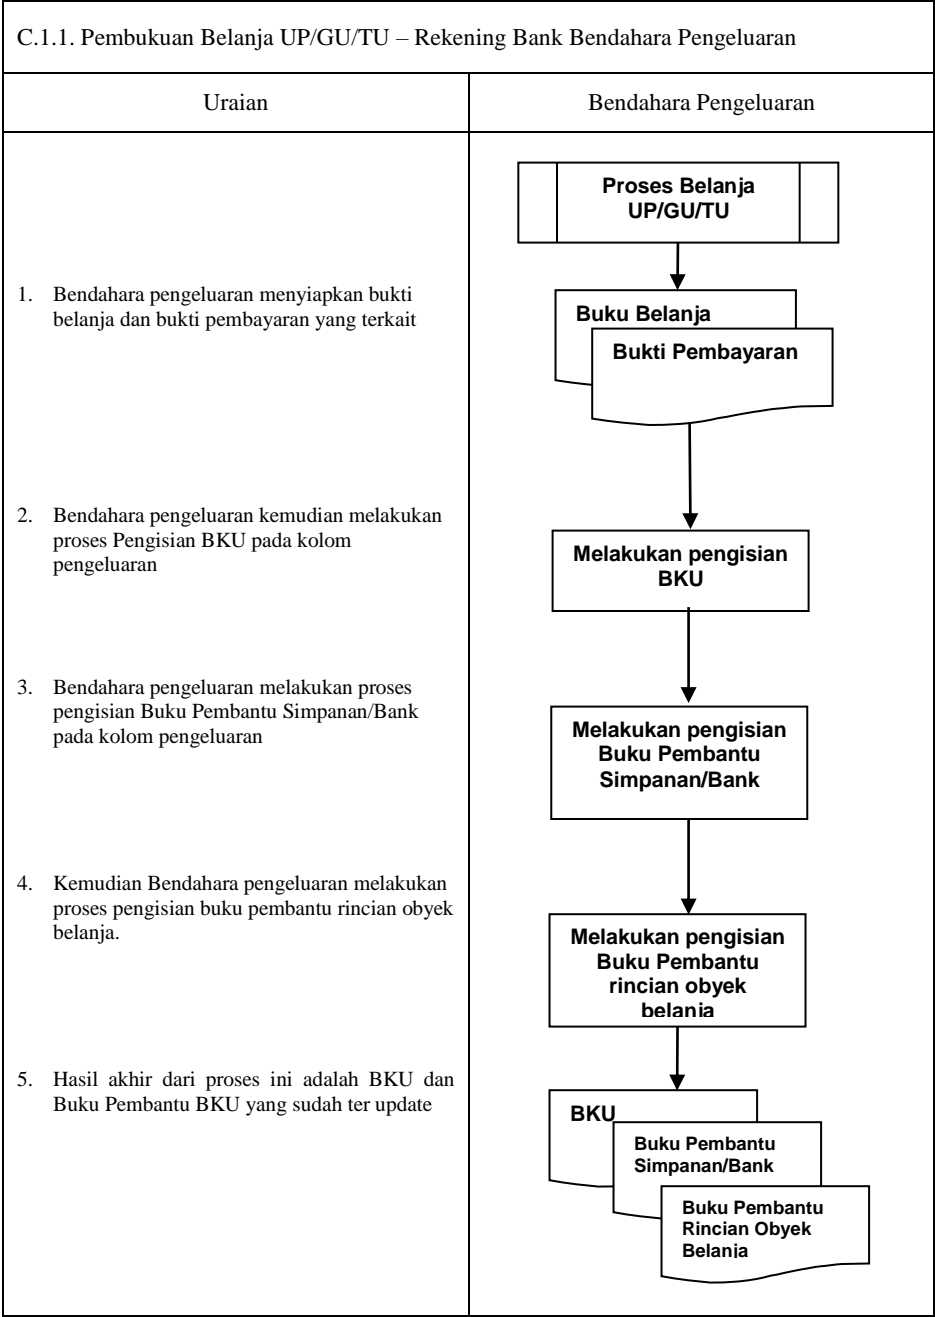 C.1.1. Pembukuan Belanja UP/GU/TU – Rekening Bank Bendahara Pengeluaran
Uraian
Bendahara Pengeluaran
Proses Belanja
UP/GU/TU
1. Bendahara pengeluaran menyiapkan bukti
belanja dan bukti pembayaran yang terkait
Buku Belanja
Bukti Pembayaran
2. Bendahara pengeluaran kemudian melakukan
proses Pengisian BKU pada kolom
pengeluaran
Melakukan pengisian
BKU
3. Bendahara pengeluaran melakukan proses
pengisian Buku Pembantu Simpanan/Bank
pada kolom pengeluaran
Melakukan pengisian
Buku Pembantu
Simpanan/Bank
4. Kemudian Bendahara pengeluaran melakukan
proses pengisian buku pembantu rincian obyek
belanja.
Melakukan pengisian
Buku Pembantu
rincian obyek
belanja
5. Hasil akhir dari proses ini adalah BKU dan
Buku Pembantu BKU yang sudah ter update
BKU
Buku Pembantu
Simpanan/Bank
Buku Pembantu
Rincian Obyek
Belanja